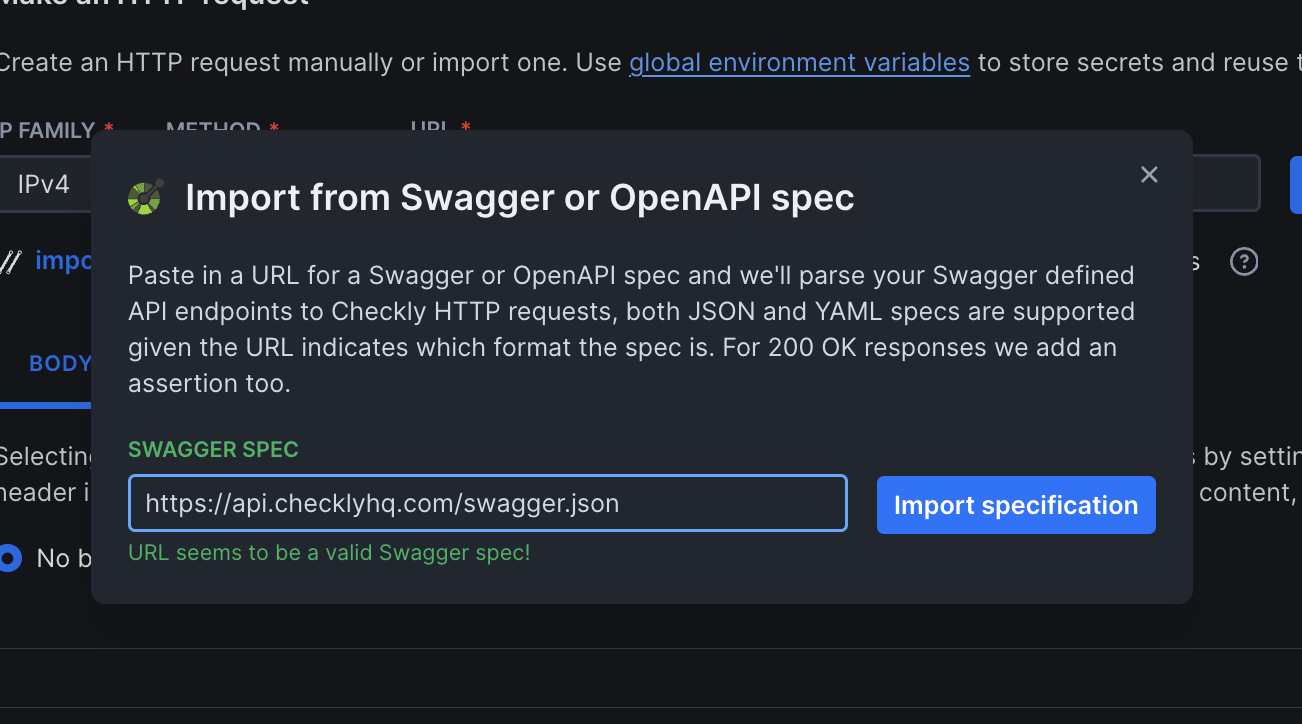 Make an HTTP request
Create an HTTP request manually or import one. Use global environment variables to store secrets and reuse
P FAMILY * METHOD * URL *
IPv4
Import from Swagger or OpenAPI spec
impo
Paste in a URL for a Swagger or OpenAPI spec and we'll parse your Swagger defined
API endpoints to Checkly HTTP requests, both JSON and YAML specs are supported
given the URL indicates which format the spec is. For 200 OK responses we add an
assertion too.
BODY
SWAGGER SPEC
Selecting
s by settin
header i
content,
https://api.checklyhq.com/swagger.json
Import specification
URL seems to be a valid Swagger spec!
No b